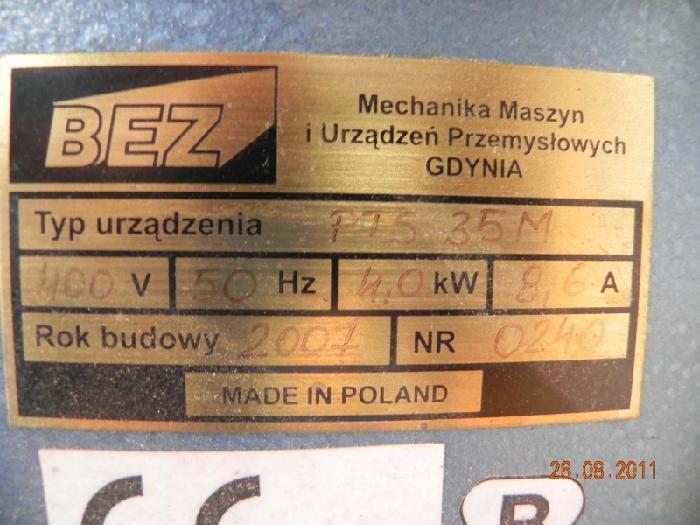 BEZ
Mechanika Maszyn
i Urządzeń Przemysłowych
GDYNIA
Typ urządzenia PTS 35M
400 V 50 Hz 4,0 kW 8,6 A
Rok budowy 2007 NR 0240
MADE IN POLAND
CE
R
26.08.2011